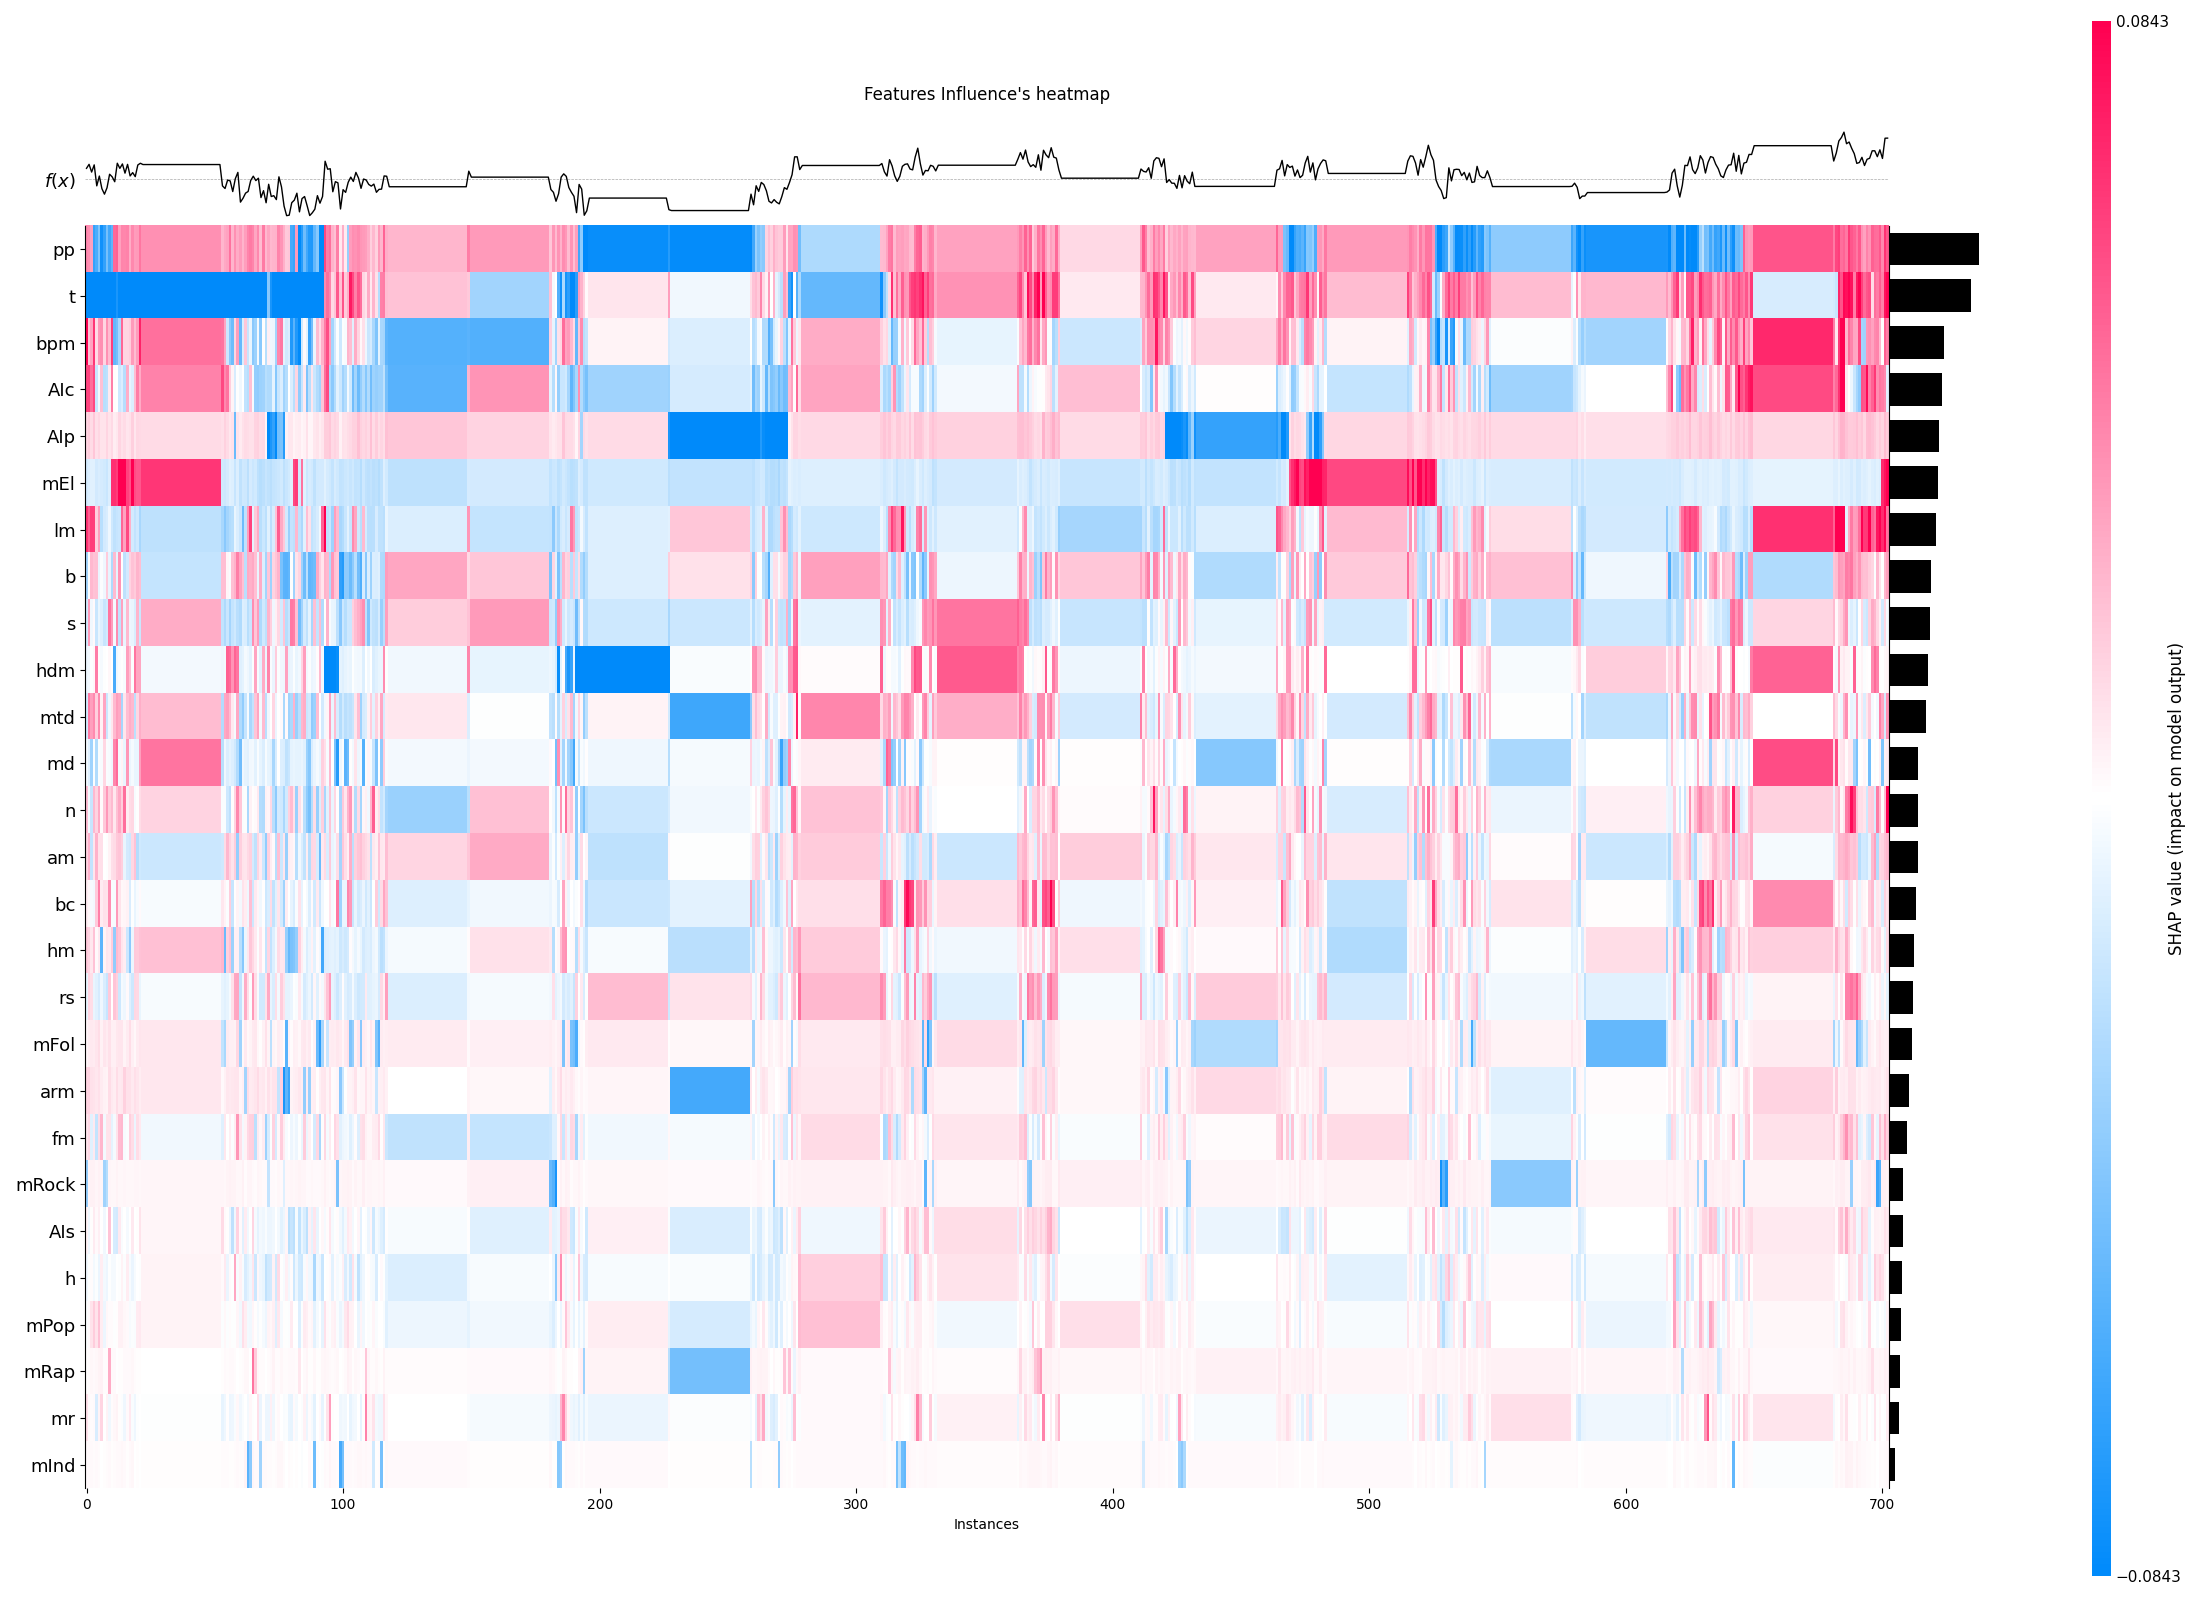 0.0843
Features Influence's heatmap
f(x)
pp
t
bpm
AIc
AIp
mEl
lm
b
s
hdm
mtd
md
n
am
bc
hm
rs
mFol
arm
fm
mRock
AIs
h
mPop
mRap
mr
mInd
0 100 200 300 400 500 600 700
Instances
SHAP value (impact on model output)
−0.0843